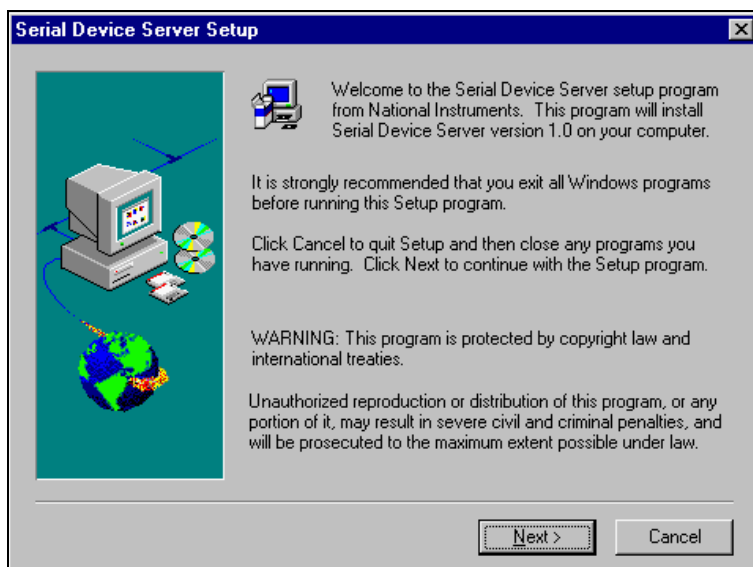 Serial Device Server Setup
Welcome to the Serial Device Server setup program
from National Instruments. This program will install
Serial Device Server version 1.0 on your computer.
It is strongly recommended that you exit all Windows programs
before running this Setup program.
Click Cancel to quit Setup and then close any programs you
have running. Click Next to continue with the Setup program.
WARNING: This program is protected by copyright law and
international treaties.
Unauthorized reproduction or distribution of this program, or any
portion of it, may result in severe civil and criminal penalties, and
will be prosecuted to the maximum extent possible under law.
Next >
Cancel